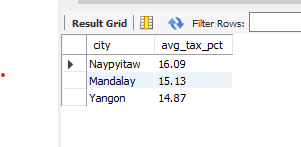 Result Grid Filter Rows:
city avg_tax_pct
Naypyitaw 16.09
Mandalay 15.13
Yangon 14.87